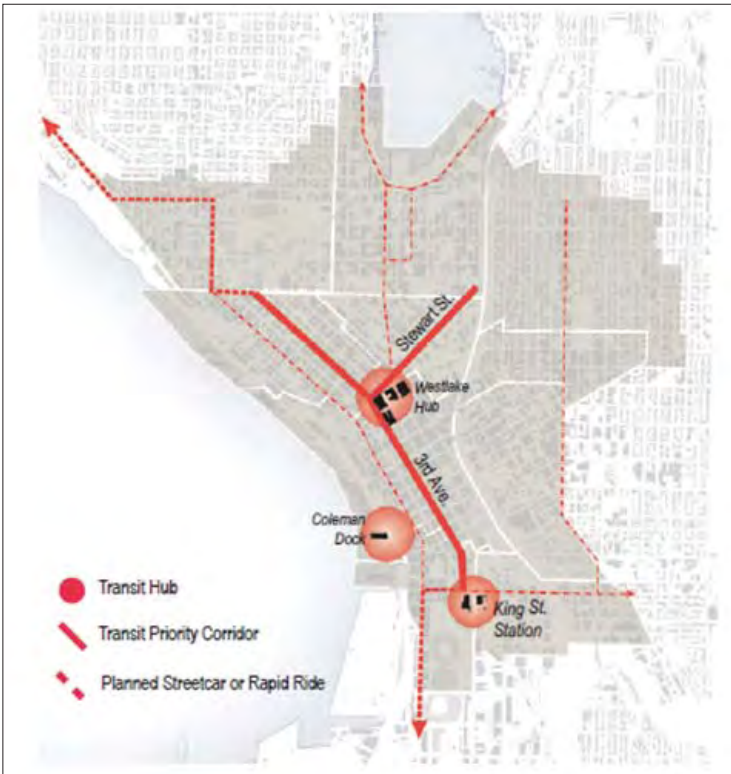 Stewart St.
Westlake
Hub
3rd Ave.
Coleman
Dock
King St.
Station
Transit Hub
Transit Priority Corridor
Planned Streetcar or Rapid Ride